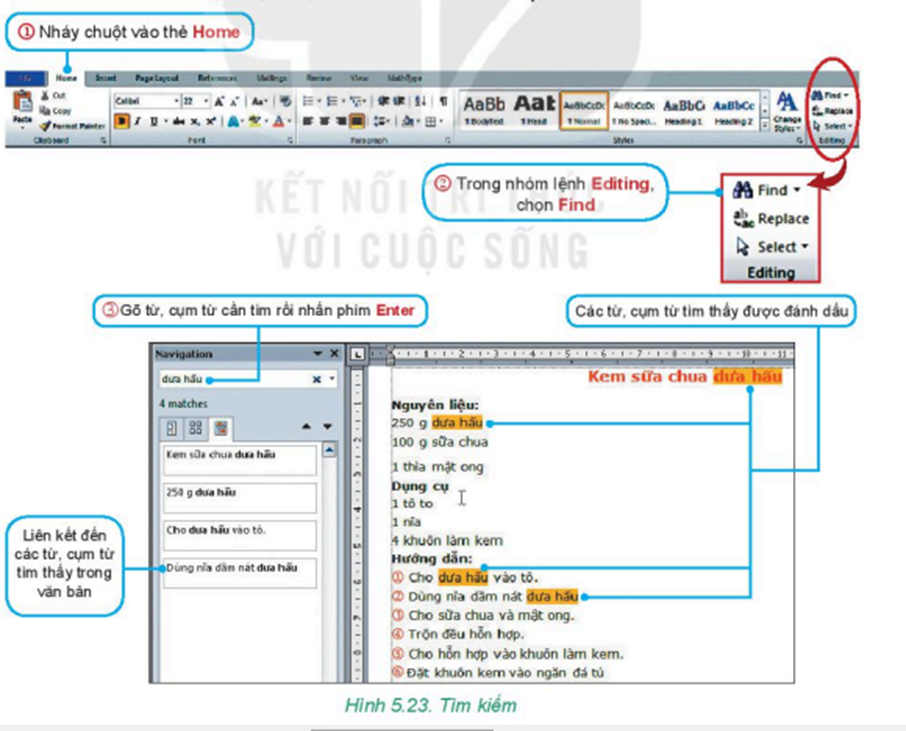 ① Nháy chuột vào thẻ Home
File Home Insert Page Layout References Mailings Review View MathType
Cut
Copy
Format Painter
Paste
Clipboard
Calibri 22
Font
Paragraph
AaBb AaBbCcDc AaBbCcDc AaBbC AaBbCc
1 BodyText 1 Head 1 Normal 1 No Spaci... Heading 1 Heading 2
Styles
Change
Styles
Find
Replace
Select
Editing
KẾT NỐI TRI THỨC
VỚI CUỘC SỐNG
② Trong nhóm lệnh Editing,
chọn Find
Find
Replace
Select
Editing
③ Gõ từ, cụm từ cần tìm rồi nhấn phím Enter
Các từ, cụm từ tìm thấy được đánh dấu
Navigation
dưa hấu
4 matches
Kem sữa chua dưa hấu
250 g dưa hấu
Cho dưa hấu vào tô.
Dùng nĩa dằm nát dưa hấu
Liên kết đến
các từ, cụm từ
tìm thấy trong
văn bản
Kem sữa chua dưa hấu
Nguyên liệu:
250 g dưa hấu
100 g sữa chua
1 thìa mật ong
Dụng cụ
1 tô to
1 nĩa
4 khuôn làm kem
Hướng dẫn:
① Cho dưa hấu vào tô.
② Dùng nĩa dằm nát dưa hấu
③ Cho sữa chua và mật ong.
④ Trộn đều hỗn hợp.
⑤ Cho hỗn hợp vào khuôn làm kem.
⑥ Đặt khuôn kem vào ngăn đá tủ
Hình 5.23. Tìm kiếm